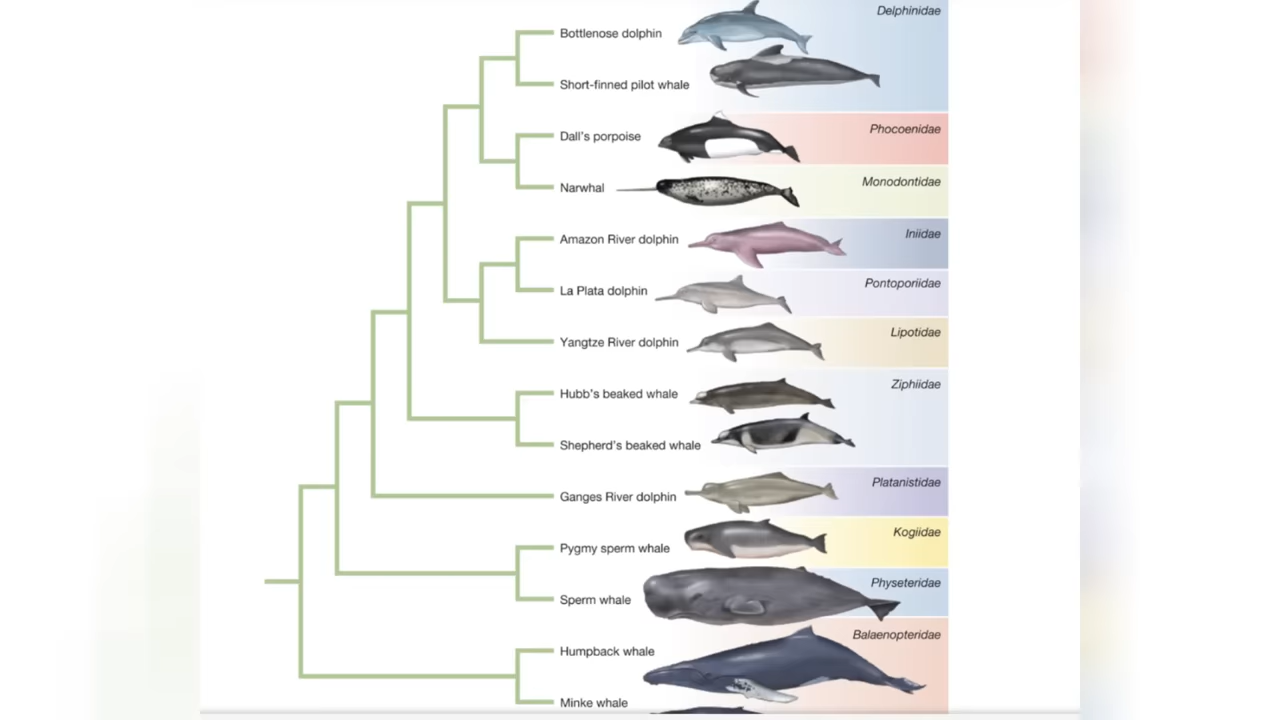 Delphinidae
Bottlenose dolphin
Short-finned pilot whale
Phocoenidae
Dall's porpoise
Monodontidae
Narwhal
Iniidae
Amazon River dolphin
Pontoporiidae
La Plata dolphin
Lipotidae
Yangtze River dolphin
Ziphiidae
Hubb's beaked whale
Shepherd's beaked whale
Platanistidae
Ganges River dolphin
Kogiidae
Pygmy sperm whale
Physeteridae
Sperm whale
Balaenopteridae
Humpback whale
Minke whale